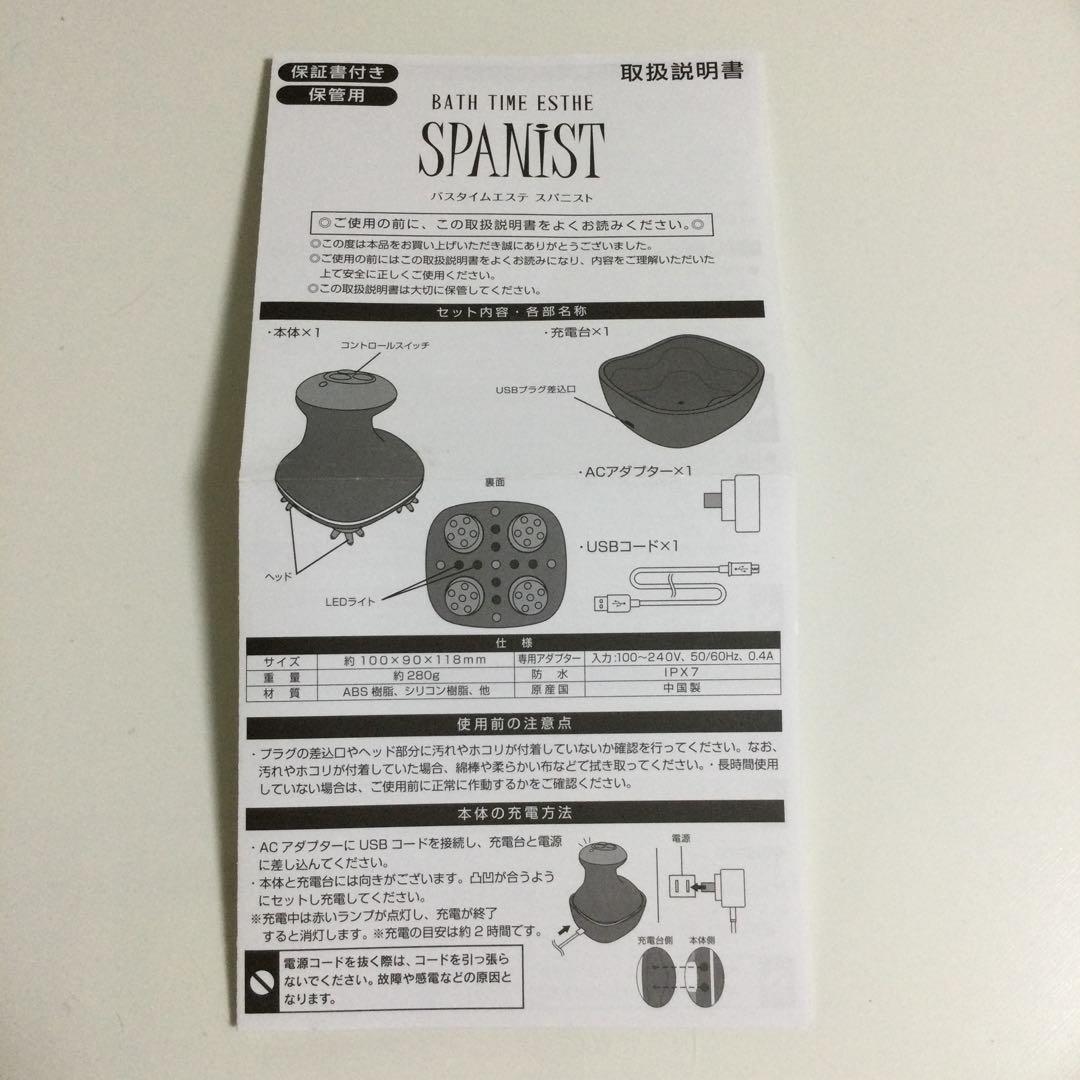 保証書付き
保管用
取扱説明書
BATH TIME ESTHE
SPANiST
バスタイムエステ スパニスト
◎ご使用の前に、この取扱説明書をよくお読みください。◎
◎この度は本品をお買い上げいただき誠にありがとうございました。
◎ご使用の前にはこの取扱説明書をよくお読みになり、内容をご理解いただいた
上で安全に正しくご使用ください。
◎この取扱説明書は大切に保管してください。
セット内容・各部名称
・本体×1
コントロールスイッチ
・充電台×1
USBプラグ差込口
・ACアダプター×1
裏面
・USBコード×1
ヘッド
LEDライト
仕 様
サイズ 約100×90×118mm 専用アダプター 入力:100～240V、50/60Hz、0.4A
重 量 約280g 防 水 IPX7
材 質 ABS樹脂、シリコン樹脂、他 原産国 中国製
使用前の注意点
・プラグの差込口やヘッド部分に汚れやホコリが付着していないか確認を行ってください。なお、
汚れやホコリが付着していた場合、綿棒や柔らかい布などで拭き取ってください。・長時間使用
していない場合は、ご使用前に正常に作動するかをご確認ください。
本体の充電方法
・ACアダプターにUSBコードを接続し、充電台と電源
に差し込んでください。
・本体と充電台には向きがございます。凸凹が合うよう
にセットし充電してください。
※充電中は赤いランプが点灯し、充電が終了
すると消灯します。※充電の目安は約2時間です。
電源
充電台側 本体側
電源コードを抜く際は、コードを引っ張ら
ないでください。故障や感電などの原因と
なります。